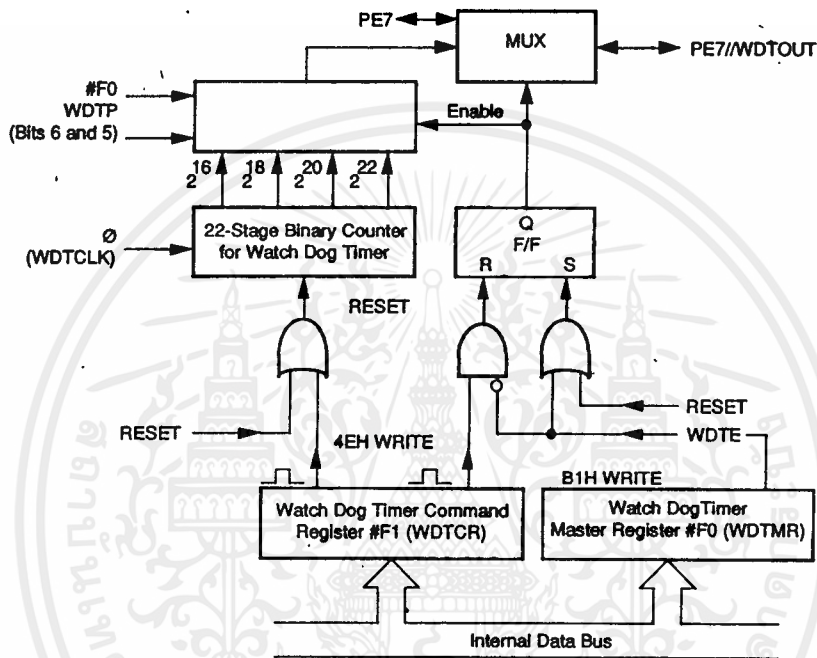 PE7
MUX
PE7//WDTOUT
#F0
WDTP
(Bits 6 and 5)
Enable
2^16 2^18 2^20 2^22
Ø
(WDTCLK)
22-Stage Binary Counter
for Watch Dog Timer
Q
F/F
R S
RESET
RESET
RESET
WDTE
4EH WRITE
B1H WRITE
Watch Dog Timer Command
Register #F1 (WDTCR)
Watch DogTimer
Master Register #F0 (WDTMR)
Internal Data Bus